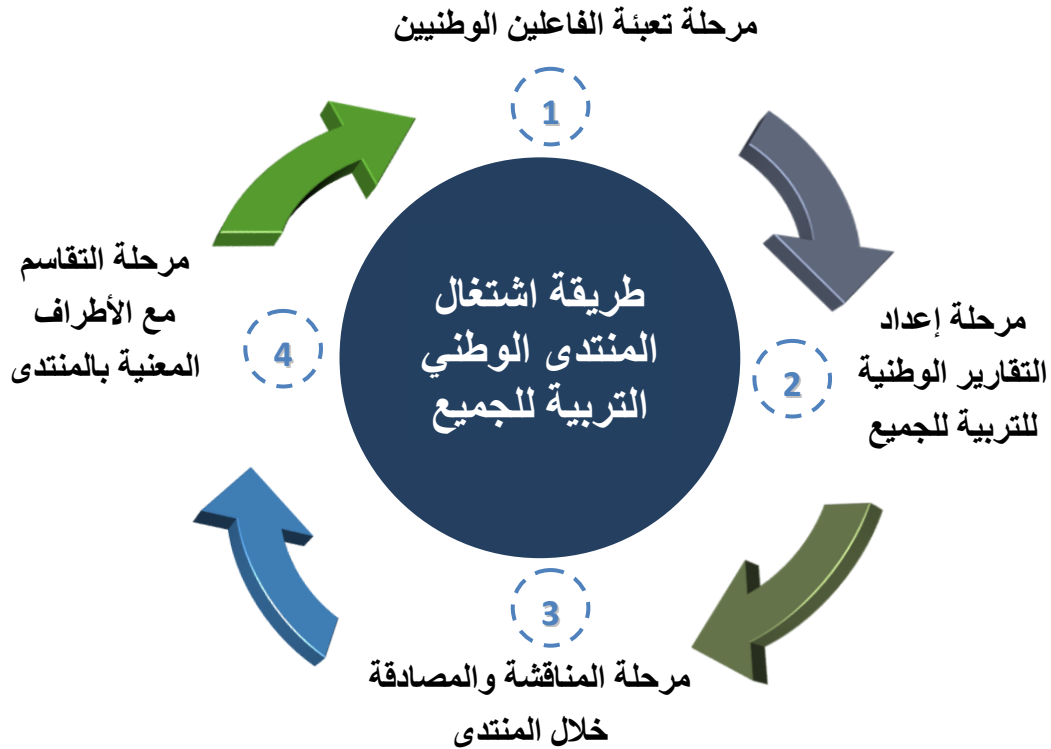 مرحلة تعبئة الفاعلين الوطنيين
1
طريقة اشتغال
المنتدى الوطني
التربية للجميع
2
مرحلة إعداد
التقارير الوطنية
للتربية للجميع
3
مرحلة المناقشة والمصادقة
خلال المنتدى
4
مرحلة التقاسم
مع الأطراف
المعنية بالمنتدى